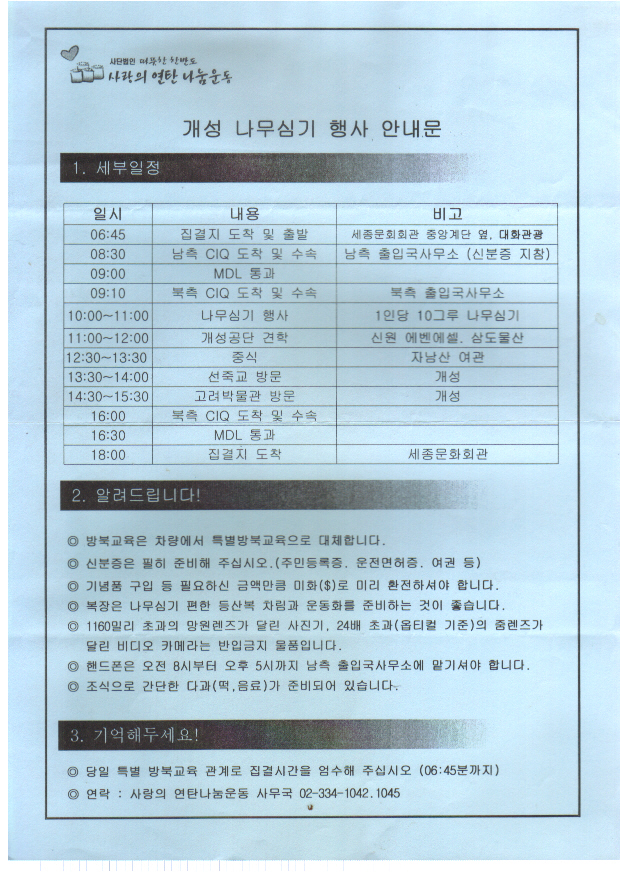 사단법인 따뜻한 한반도
사랑의 연탄 나눔운동
개성 나무심기 행사 안내문
1. 세부일정
일시 내용 비고
06:45 집결지 도착 및 출발 세종문회회관 중앙계단 옆, 대화관광
08:30 남측 CIQ 도착 및 수속 남측 출입국사무소 (신분증 지참)
09:00 MDL 통과
09:10 북측 CIQ 도착 및 수속 북측 출입국사무소
10:00~11:00 나무심기 행사 1인당 10그루 나무심기
11:00~12:00 개성공단 견학 신원 에벤에셀, 삼도물산
12:30~13:30 중식 자남산 여관
13:30~14:00 선죽교 방문 개성
14:30~15:30 고려박물관 방문 개성
16:00 북측 CIQ 도착 및 수속
16:30 MDL 통과
18:00 집결지 도착 세종문화회관
2. 알려드립니다!
◎ 방북교육은 차량에서 특별방북교육으로 대체합니다.
◎ 신분증은 필히 준비해 주십시오.(주민등록증, 운전면허증, 여권 등)
◎ 기념품 구입 등 필요하신 금액만큼 미화($)로 미리 환전하셔야 합니다.
◎ 복장은 나무심기 편한 등산복 차림과 운동화를 준비하는 것이 좋습니다.
◎ 1160밀리 초과의 망원렌즈가 달린 사진기, 24배 초과(옵티컬 기준)의 줌렌즈가
달린 비디오 카메라는 반입금지 물품입니다.
◎ 핸드폰은 오전 8시부터 오후 5시까지 남측 출입국사무소에 맡기셔야 합니다.
◎ 조식으로 간단한 다과(떡,음료)가 준비되어 있습니다.
3. 기억해두세요!
◎ 당일 특별 방북교육 관계로 집결시간을 엄수해 주십시오 (06:45분까지)
◎ 연락 : 사랑의 연탄나눔운동 사무국 02-334-1042.1045